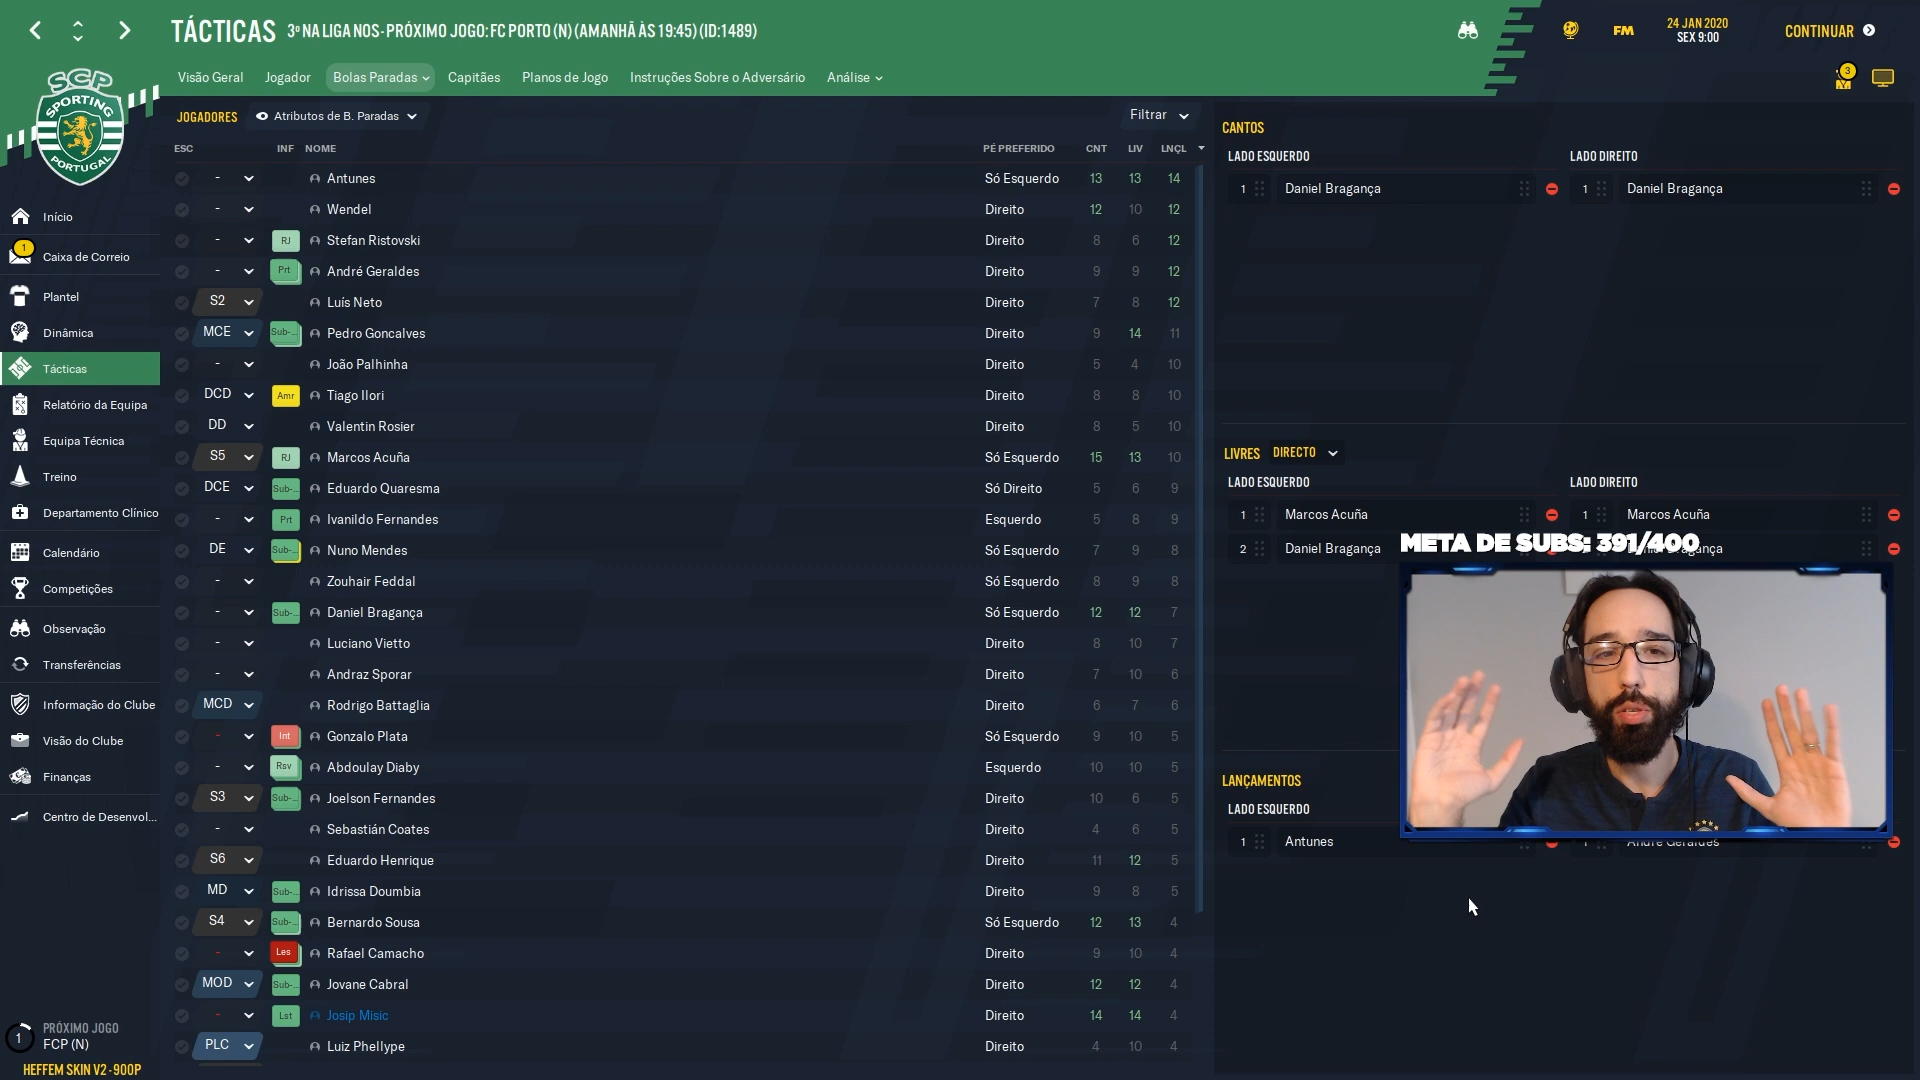 TÁCTICAS 3º NA LIGA NOS - PRÓXIMO JOGO: FC PORTO (N) (AMANHÃ ÀS 19:45) (ID:1489)
FM
24 JAN 2020
SEX 9:00
CONTINUAR
Visão Geral Jogador Bolas Paradas Capitães Planos de Jogo Instruções Sobre o Adversário Análise
3
SCP
SPORTING
PORTUGAL
Início
1
Caixa de Correio
Plantel
Dinâmica
Tácticas
Relatório da Equipa
Equipa Técnica
Treino
Departamento Clínico
Calendário
Competições
Observação
Transferências
Informação do Clube
Visão do Clube
Finanças
Centro de Desenvol...
1
PRÓXIMO JOGO
FCP (N)
HEFFEM SKIN V2 - 900P
JOGADORES Atributos de B. Paradas Filtrar
ESC INF NOME PÉ PREFERIDO CNT LIV LNÇL
- Antunes Só Esquerdo 13 13 14
- Wendel Direito 12 10 12
- RJ Stefan Ristovski Direito 8 6 12
- Prt André Geraldes Direito 9 9 12
S2 Luís Neto Direito 7 8 12
MCE Sub-... Pedro Goncalves Direito 9 14 11
- João Palhinha Direito 5 4 10
DCD Amr Tiago Ilori Direito 8 8 10
DD Valentin Rosier Direito 8 5 10
S5 RJ Marcos Acuña Só Esquerdo 15 13 10
DCE Sub-... Eduardo Quaresma Só Direito 5 6 9
- Prt Ivanildo Fernandes Esquerdo 5 8 9
DE Sub-... Nuno Mendes Só Esquerdo 7 9 8
- Zouhair Feddal Só Esquerdo 8 9 8
- Sub-... Daniel Bragança Só Esquerdo 12 12 7
- Luciano Vietto Direito 8 10 7
- Andraz Sporar Direito 7 10 6
MCD Rodrigo Battaglia Direito 6 7 6
- Int Gonzalo Plata Só Esquerdo 9 10 5
- Rsv Abdoulay Diaby Esquerdo 10 10 5
S3 Sub-... Joelson Fernandes Direito 10 6 5
- Sebastián Coates Direito 4 6 5
S6 Eduardo Henrique Direito 11 12 5
MD Sub-... Idrissa Doumbia Direito 9 8 5
S4 Sub-... Bernardo Sousa Só Esquerdo 12 13 4
- Les Rafael Camacho Direito 9 10 4
MOD Sub-... Jovane Cabral Direito 12 12 4
- Lst Josip Misic Direito 14 14 4
PLC Luiz Phellype Direito 4 10 4
CANTOS
LADO ESQUERDO LADO DIREITO
1 Daniel Bragança 1 Daniel Bragança
LIVRES DIRECTO
LADO ESQUERDO LADO DIREITO
1 Marcos Acuña 1 Marcos Acuña
META DE SUBS: 391/400
2 Daniel Bragança
LANÇAMENTOS
LADO ESQUERDO
1 Antunes 1 André Geraldes